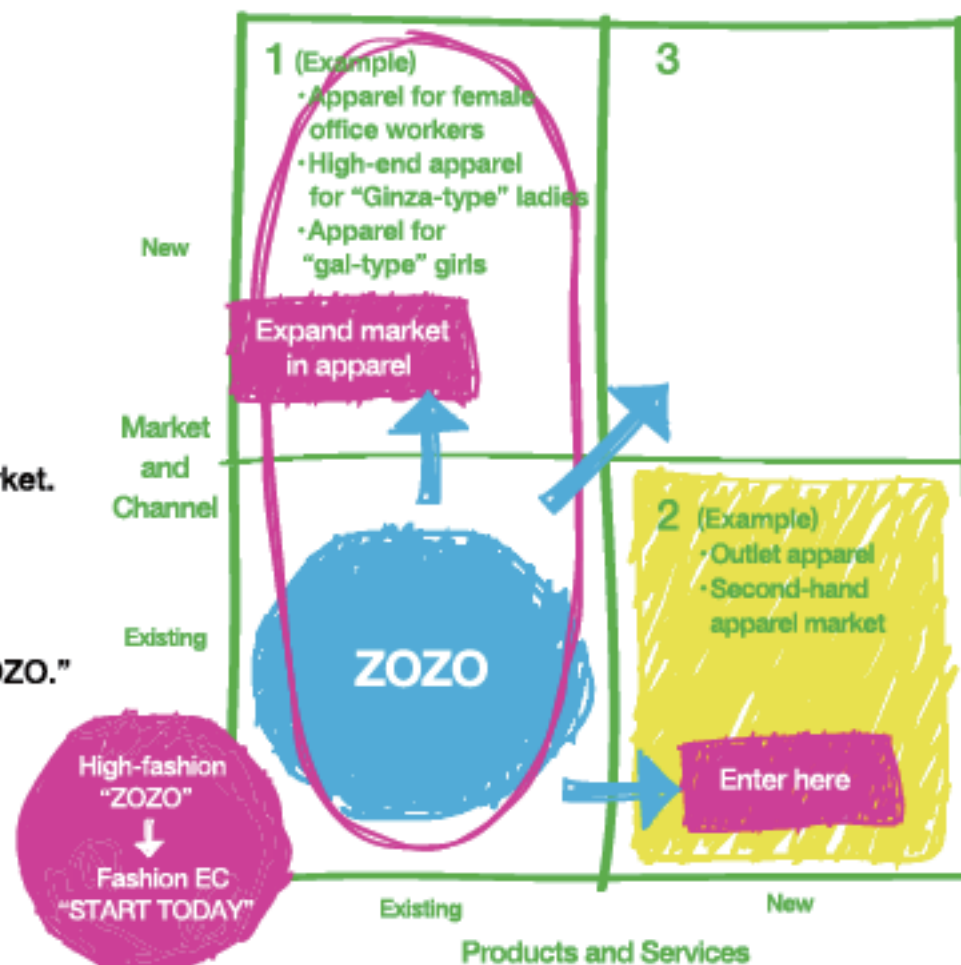 1 (Example)
・Apparel for female
office workers
・High-end apparel
for “Ginza-type” ladies
・Apparel for
“gal-type” girls
3
New
Expand market
in apparel
Market
and
Channel
ket.
2 (Example)
・Outlet apparel
・Second-hand
apparel market
Existing
ZOZO
OZO.”
High-fashion
“ZOZO”
Fashion EC
“START TODAY”
Enter here
Existing
New
Products and Services